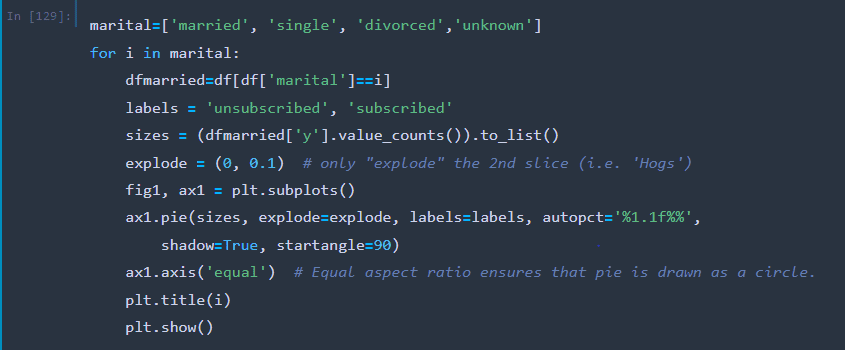 In [129]:
marital=['married', 'single', 'divorced','unknown']
for i in marital:
    dfmarried=df[df['marital']==i]
    labels = 'unsubscribed', 'subscribed'
    sizes = (dfmarried['y'].value_counts()).to_list()
    explode = (0, 0.1)  # only "explode" the 2nd slice (i.e. 'Hogs')
    fig1, ax1 = plt.subplots()
    ax1.pie(sizes, explode=explode, labels=labels, autopct='%1.1f%%',
        shadow=True, startangle=90)
    ax1.axis('equal')  # Equal aspect ratio ensures that pie is drawn as a circle.
    plt.title(i)
    plt.show()